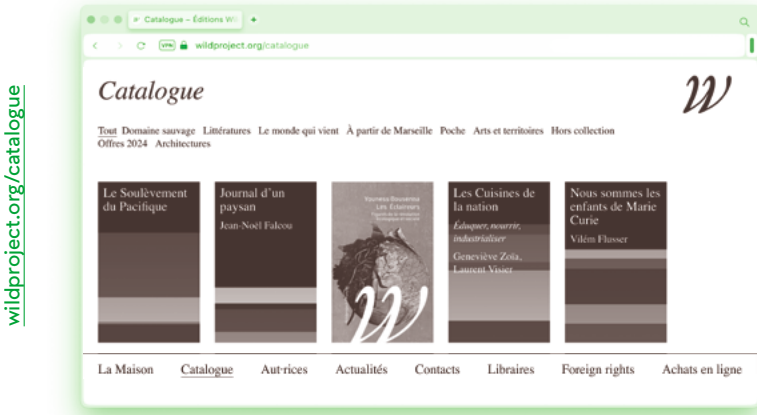 wildproject.org/catalogue
Catalogue – Éditions W
VPN wildproject.org/catalogue
Catalogue
W
Tout Domaine sauvage Littératures Le monde qui vient À partir de Marseille Poche Arts et territoires Hors collection
Offres 2024 Architectures
Le Soulèvement
du Pacifique
Journal d'un
paysan
Jean-Noël Falcou
Les Cuisines de
la nation
Éduquer, nourrir,
industrialiser
Geneviève Zoïa,
Laurent Visier
Nous sommes les
enfants de Marie
Curie
Vilém Flusser
La Maison Catalogue Aut·rices Actualités Contacts Libraires Foreign rights Achats en ligne